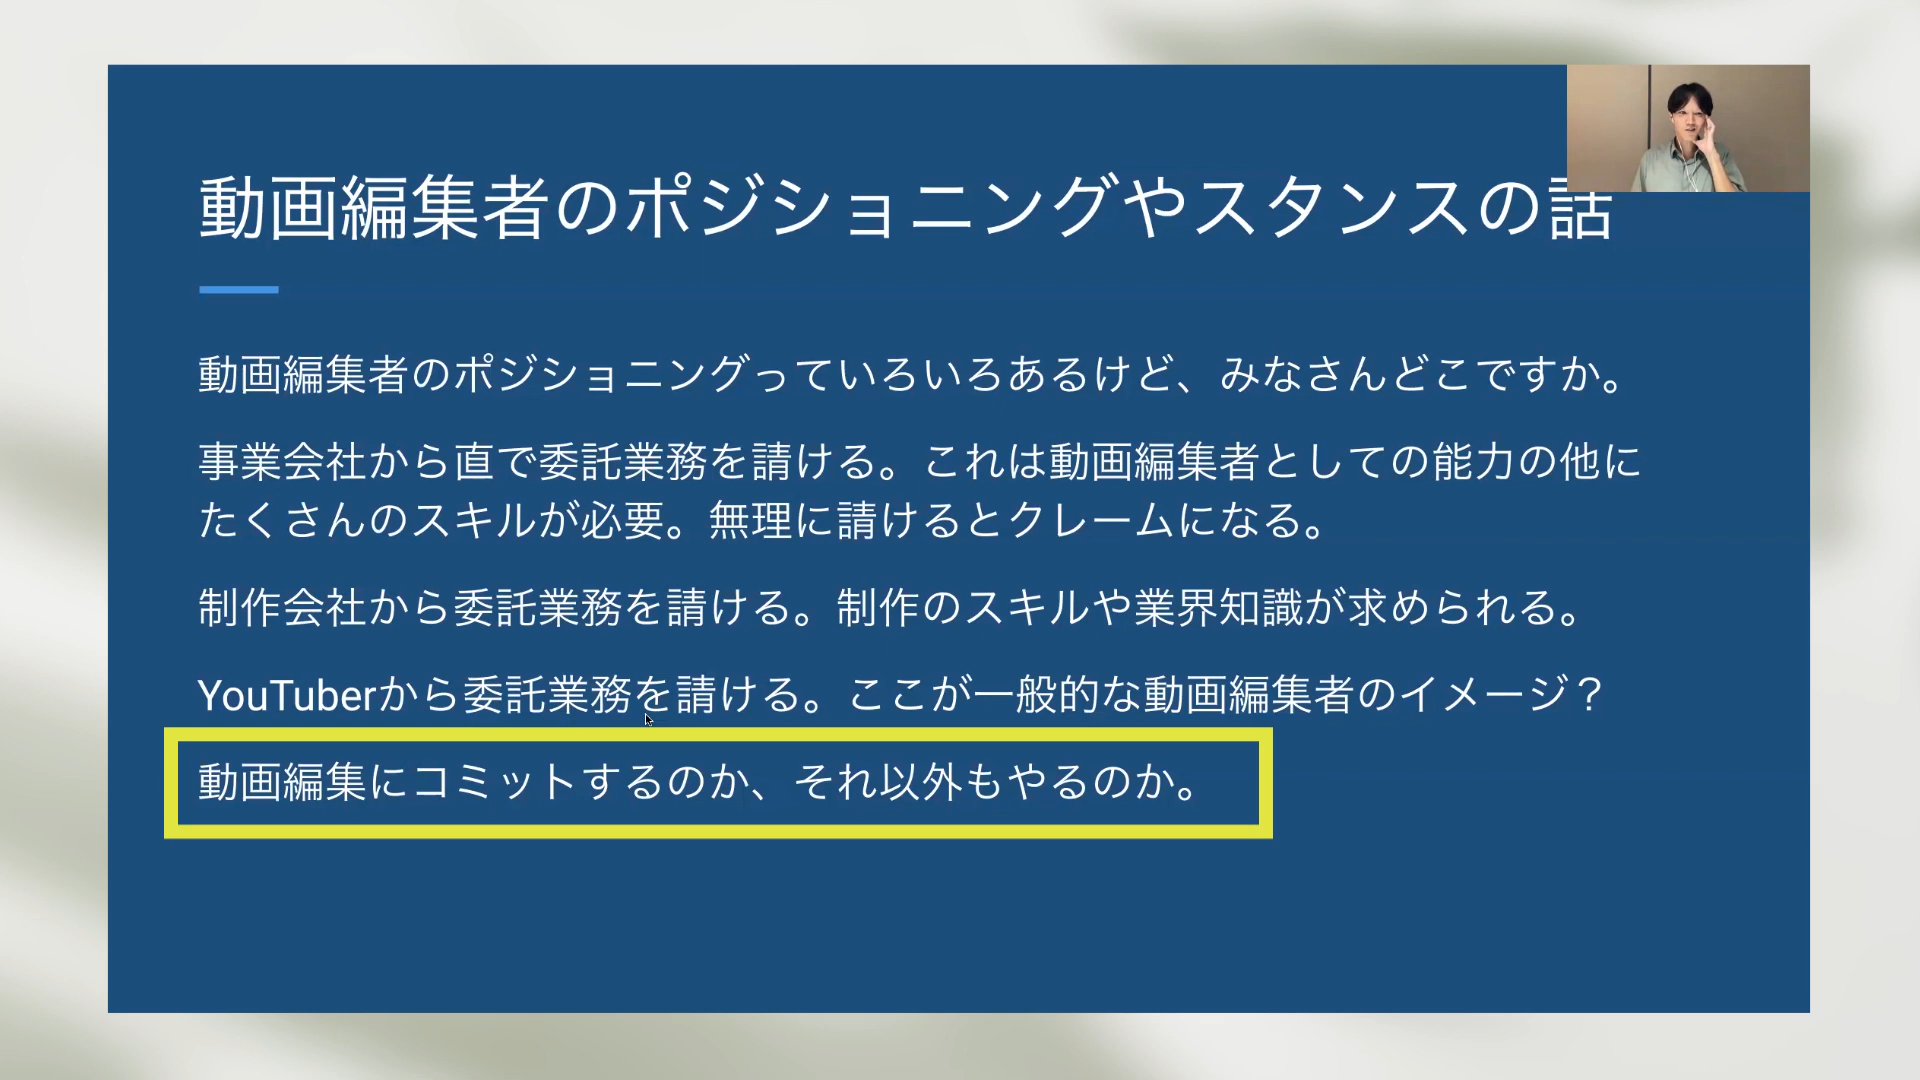 動画編集者のポジショニングやスタンスの話
動画編集者のポジショニングっていろいろあるけど、みなさんどこですか。
事業会社から直で委託業務を請ける。これは動画編集者としての能力の他に
たくさんのスキルが必要。無理に請けるとクレームになる。
制作会社から委託業務を請ける。制作のスキルや業界知識が求められる。
YouTuberから委託業務を請ける。ここが一般的な動画編集者のイメージ？
動画編集にコミットするのか、それ以外もやるのか。